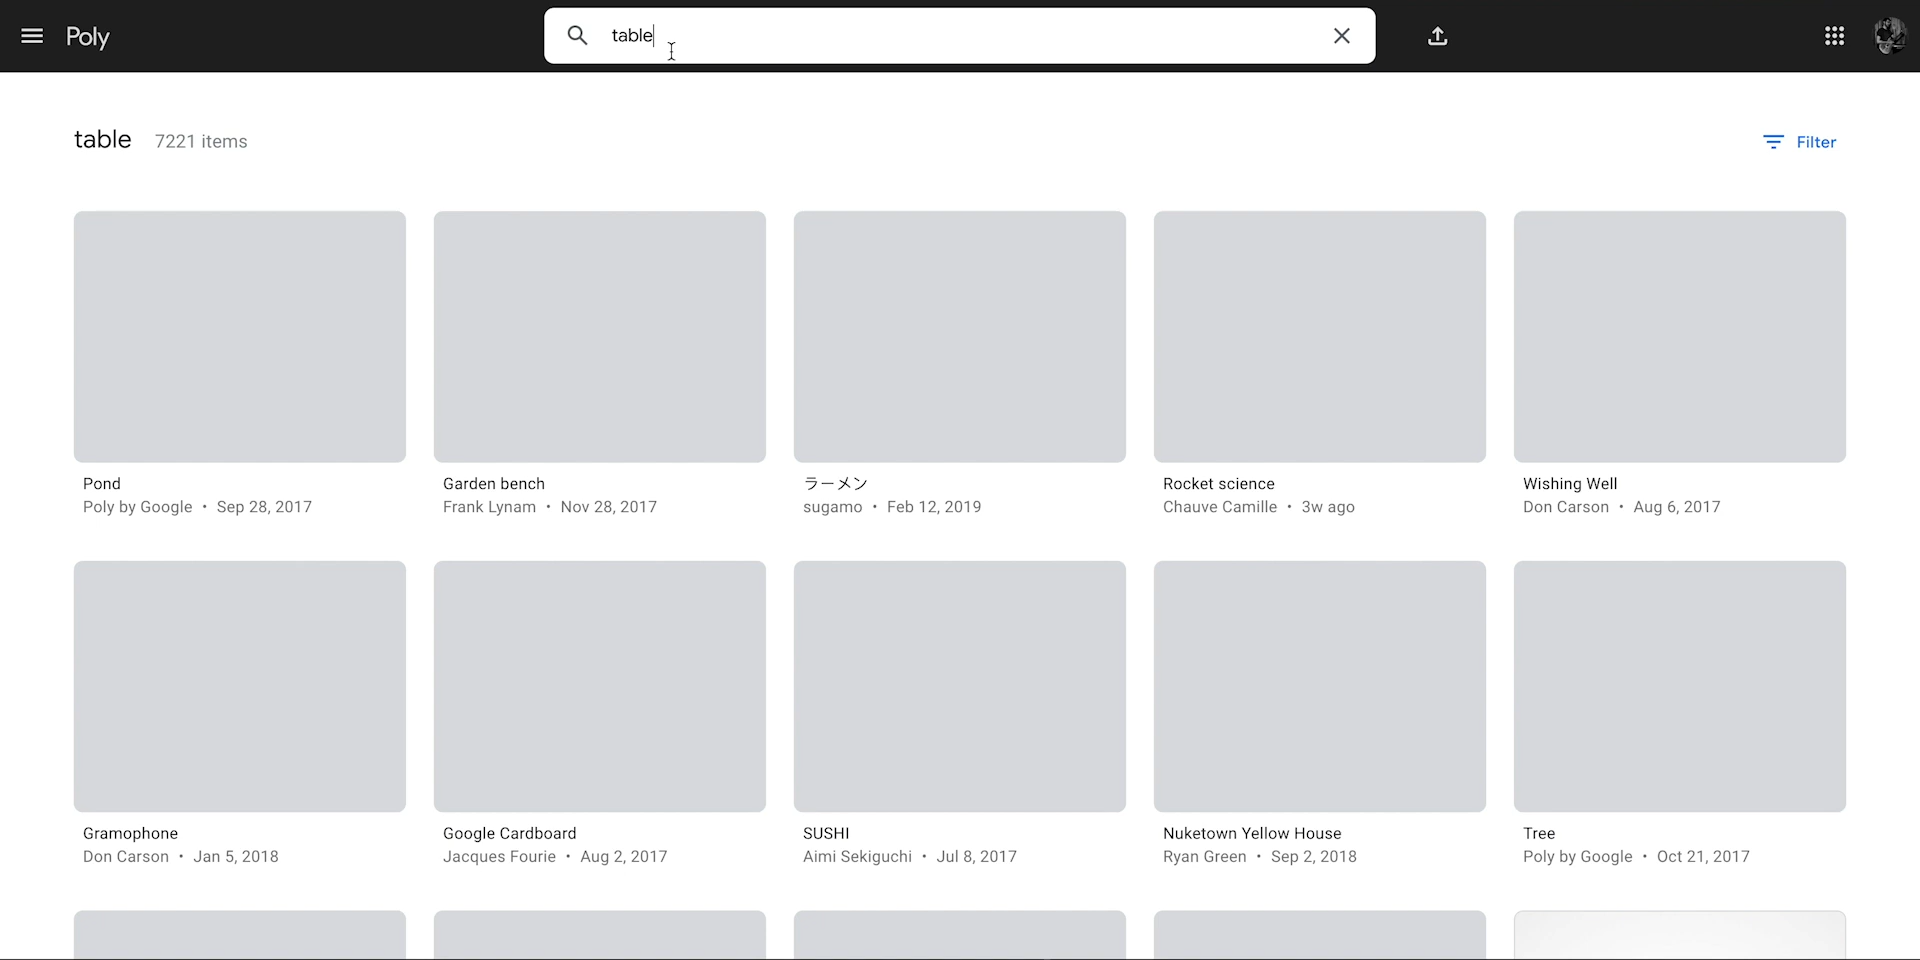 Poly
table
table 7221 items
Filter
Pond
Poly by Google • Sep 28, 2017
Garden bench
Frank Lynam • Nov 28, 2017
ラーメン
sugamo • Feb 12, 2019
Rocket science
Chauve Camille • 3w ago
Wishing Well
Don Carson • Aug 6, 2017
Gramophone
Don Carson • Jan 5, 2018
Google Cardboard
Jacques Fourie • Aug 2, 2017
SUSHI
Aimi Sekiguchi • Jul 8, 2017
Nuketown Yellow House
Ryan Green • Sep 2, 2018
Tree
Poly by Google • Oct 21, 2017